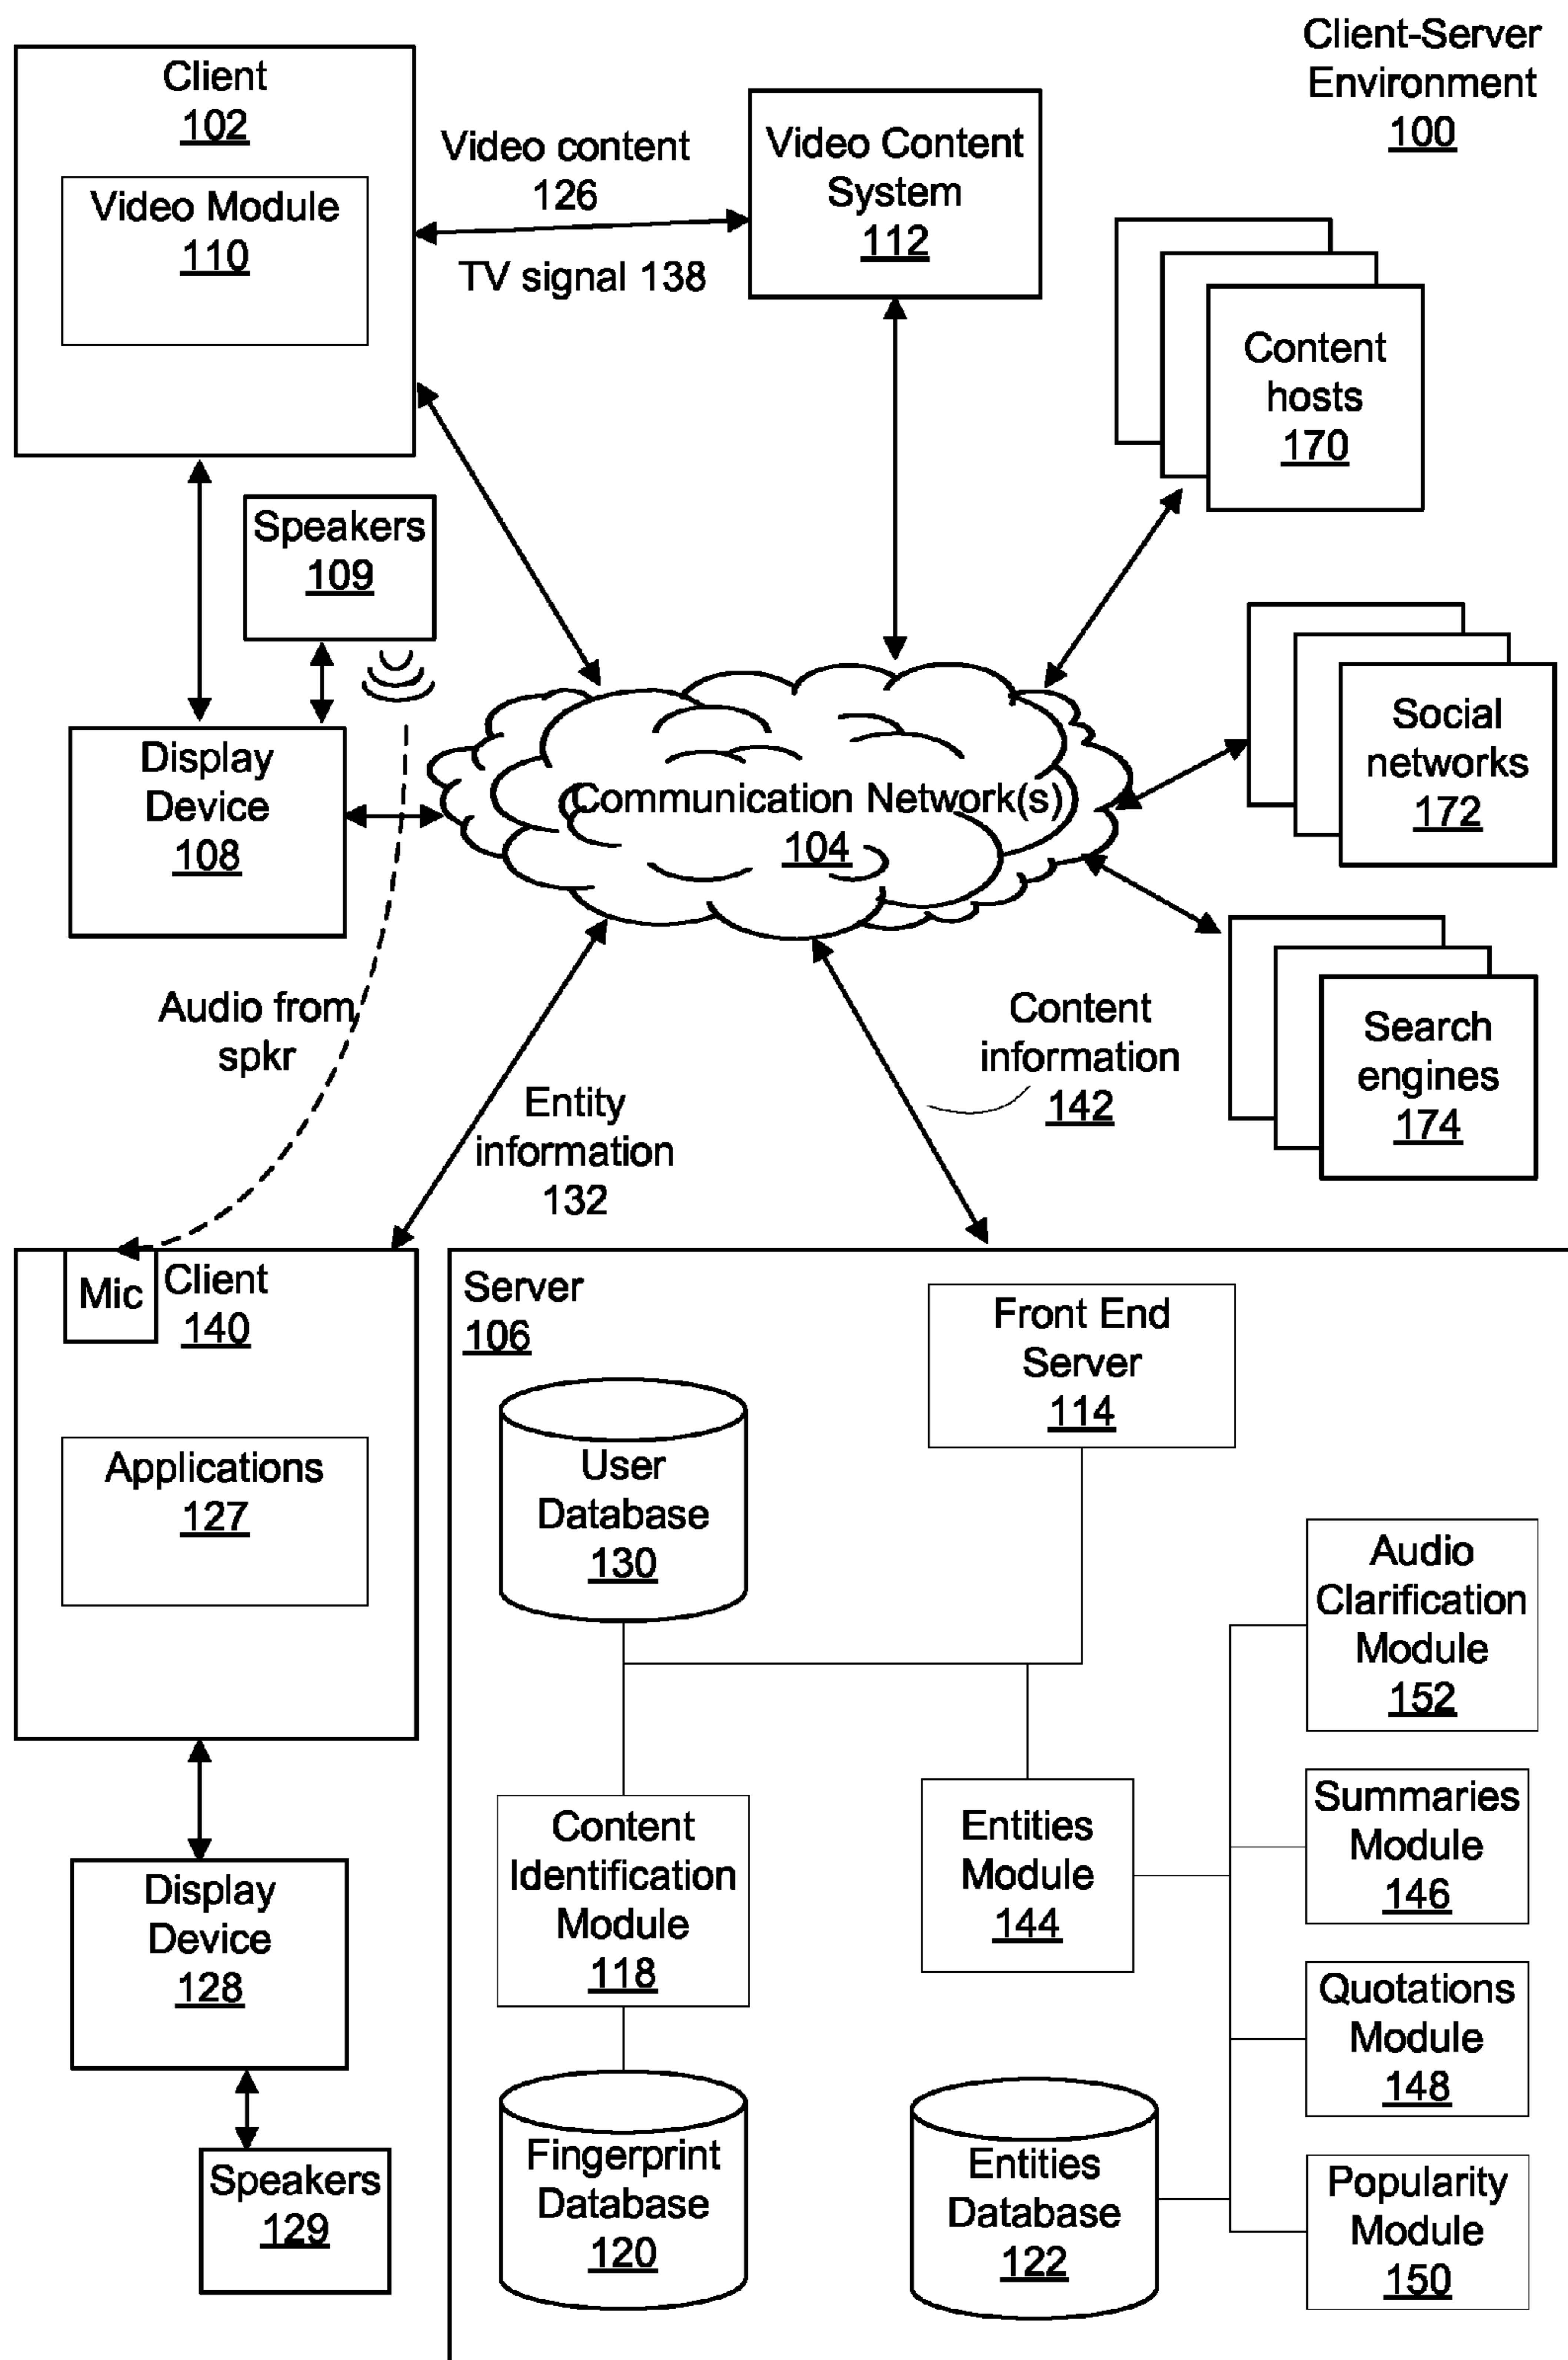 Client-Server
Environment
100
Client
102
Video Module
110
Video content
126
TV signal 138
Video Content
System
112
Content
hosts
170
Speakers
109
Social
networks
172
Display
Device
108
Communication Network(s)
104
Search
engines
174
Audio from
spkr
Content
information
142
Entity
information
132
Mic
Client
140
Applications
127
Display
Device
128
Speakers
129
Server
106
Front End
Server
114
User
Database
130
Audio
Clarification
Module
152
Content
Identification
Module
118
Entities
Module
144
Summaries
Module
146
Quotations
Module
148
Fingerprint
Database
120
Entities
Database
122
Popularity
Module
150